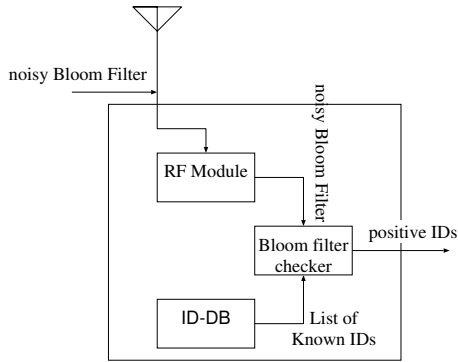 noisy Bloom Filter
noisy Bloom Filter
RF Module
Bloom filter
checker
positive IDs
ID-DB
List of
Known IDs